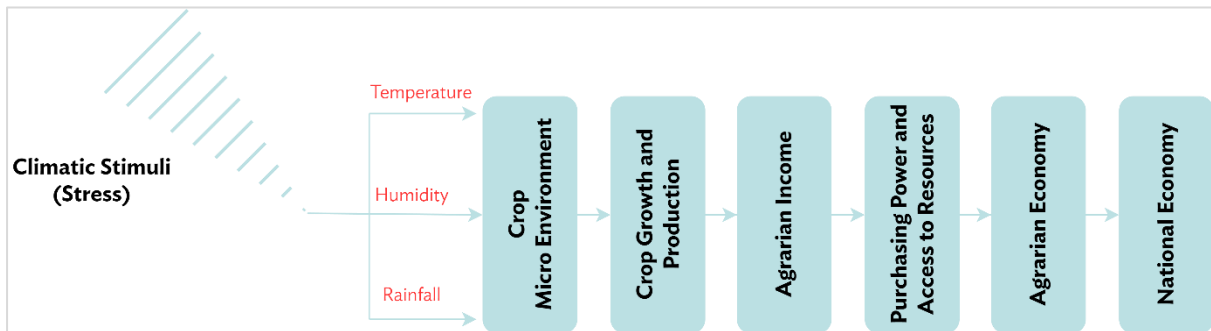 Temperature
Climatic Stimuli
(Stress)
Humidity
Rainfall
Crop
Micro Environment
Crop Growth and
Production
Agrarian Income
Purchasing Power and
Access to Resources
Agrarian Economy
National Economy